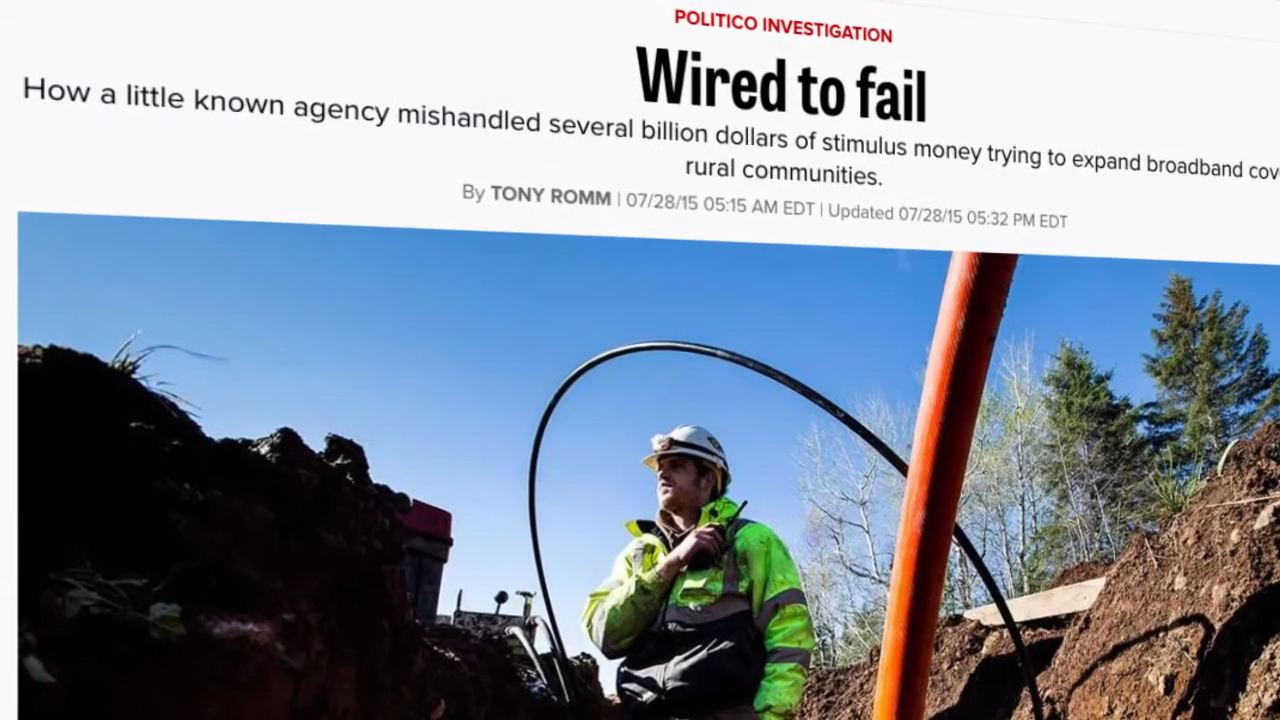 POLITICO INVESTIGATION
Wired to fail
How a little known agency mishandled several billion dollars of stimulus money trying to expand broadband
rural communities.
By TONY ROMM | 07/28/15 05:15 AM EDT | Updated 07/28/15 05:32 PM EDT